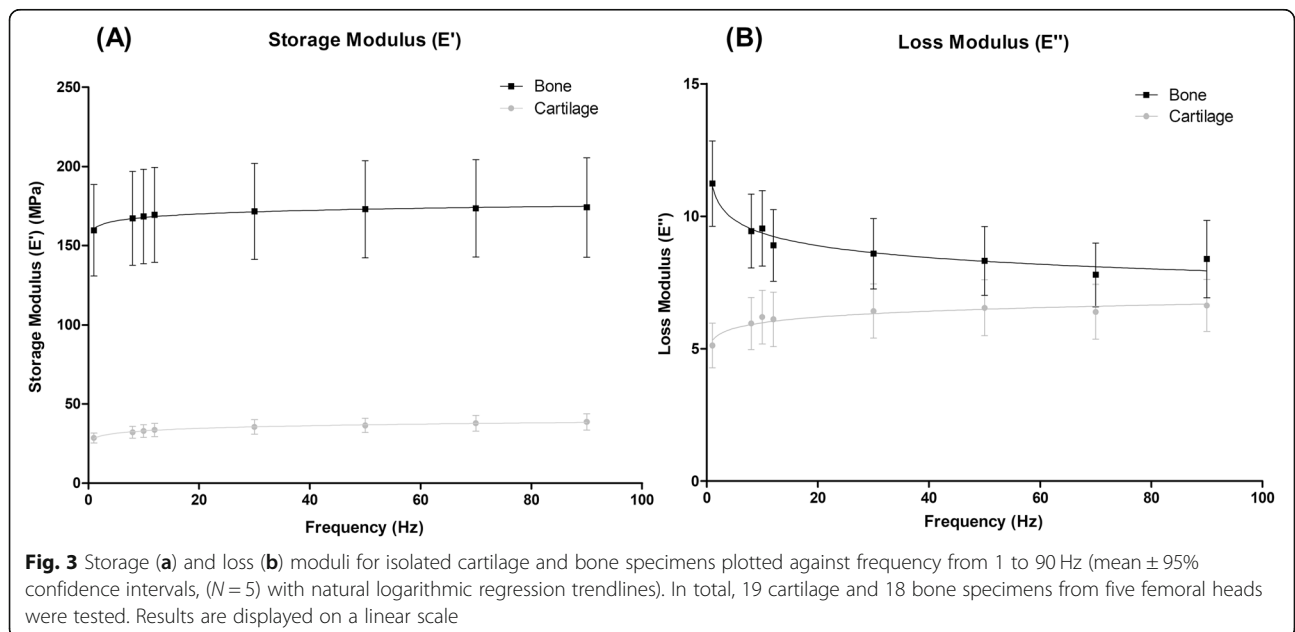 (A)
Storage Modulus (E')
250
200
150
100
50
0
Storage Modulus (E') (MPa)
Bone
Cartilage
0 20 40 60 80 100
Frequency (Hz)
(B)
Loss Modulus (E'')
15
10
5
0
Loss Modulus (E'')
Bone
Cartilage
0 20 40 60 80 100
Frequency (Hz)
Fig. 3 Storage (a) and loss (b) moduli for isolated cartilage and bone specimens plotted against frequency from 1 to 90 Hz (mean ± 95%
confidence intervals, (N = 5) with natural logarithmic regression trendlines). In total, 19 cartilage and 18 bone specimens from five femoral heads
were tested. Results are displayed on a linear scale